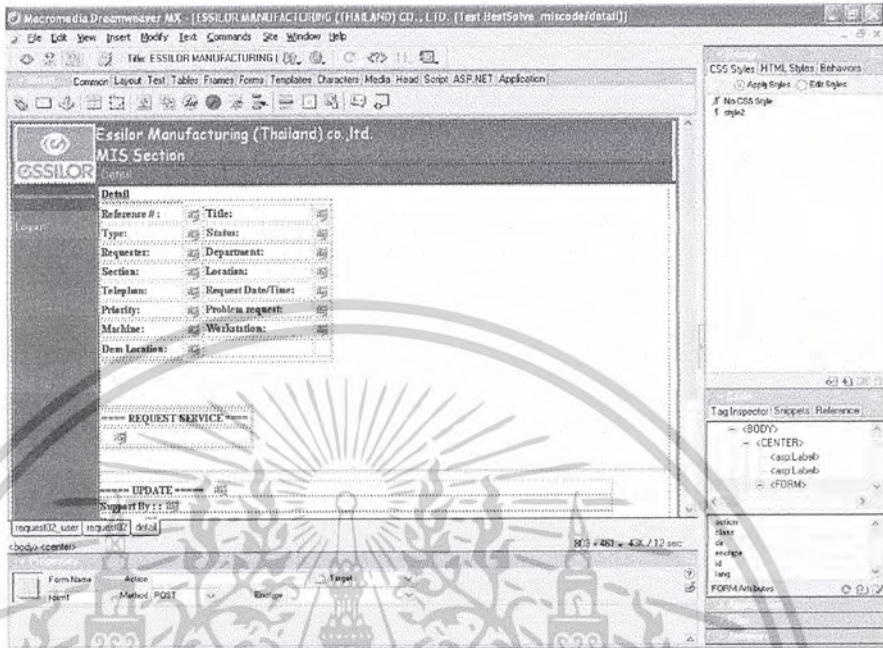 Macromedia Dreamweaver MX - [ESSILOR MANUFACTURING (THAILAND) CO., LTD. (Test BestSolve_miscode/detail)]
File Edit View Insert Modify Text Commands Site Window Help
Title: ESSILOR MANUFACTURING (
Common Layout Text Tables Frames Forms Templates Characters Media Head Script ASP.NET Application
CSS Styles HTML Styles Behaviors
Apply Styles Edit Styles
No CSS Style
style2
ESSILOR
Essilor Manufacturing (Thailand) co.,ltd.
MIS Section
Detail
Logout
Detail
Reference # : Title:
Type: Status:
Requester: Department:
Section: Location:
Telephon: Request Date/Time:
Priority: Problem request:
Machine: Workstation:
Dem Location:
==== REQUEST SERVICE ====
===== UPDATE =====
Support By : :
Tag Inspector Snippets Reference
<BODY>
<CENTER>
<asp:Label>
<asp:Label>
<FORM>
request02_user request02 detail
<body> <center>
803 x 461 43K / 12 sec
action
class
dir
enctype
id
lang
FORM Attributes
Form Name Action Target
form1 Method POST Enctype